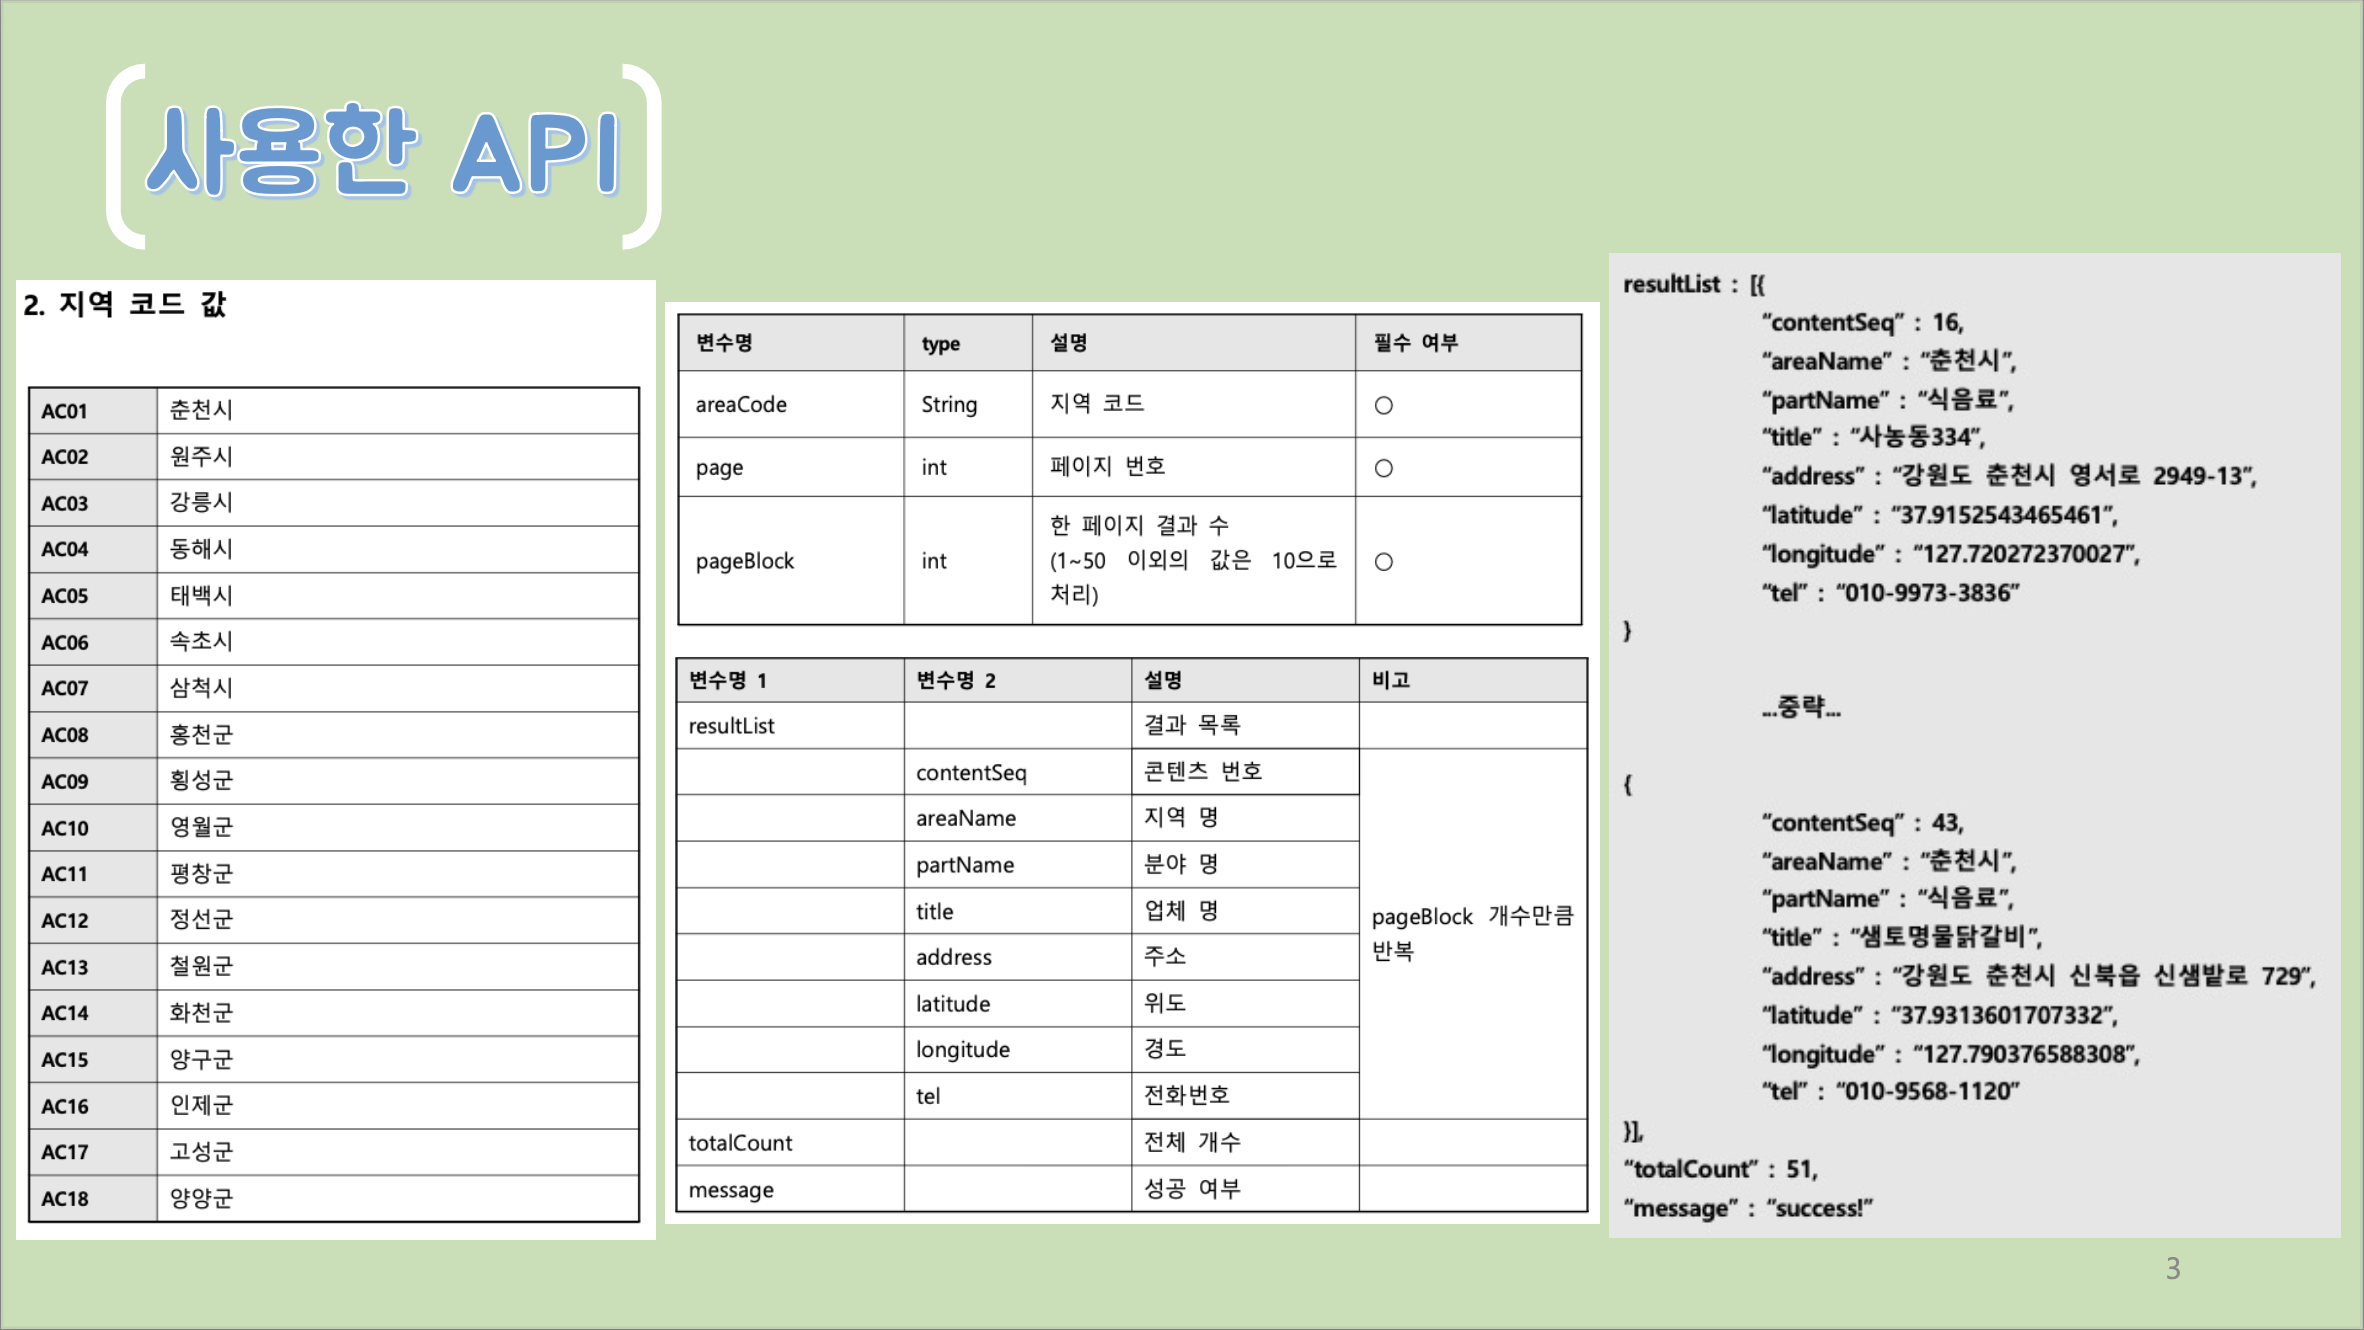 사용한 API
2. 지역 코드 값
AC01 춘천시
AC02 원주시
AC03 강릉시
AC04 동해시
AC05 태백시
AC06 속초시
AC07 삼척시
AC08 홍천군
AC09 횡성군
AC10 영월군
AC11 평창군
AC12 정선군
AC13 철원군
AC14 화천군
AC15 양구군
AC16 인제군
AC17 고성군
AC18 양양군
변수명 type 설명 필수 여부
areaCode String 지역 코드 ○
page int 페이지 번호 ○
pageBlock int 한 페이지 결과 수
(1~50 이외의 값은 10으로
처리) ○
변수명 1 변수명 2 설명 비고
resultList 결과 목록
contentSeq 콘텐츠 번호
areaName 지역 명
partName 분야 명
title 업체 명
address 주소
latitude 위도
longitude 경도
tel 전화번호
pageBlock 개수만큼
반복
totalCount 전체 개수
message 성공 여부
resultList : [{
“contentSeq” : 16,
“areaName” : “춘천시”,
“partName” : “식음료”,
“title” : “사농동334”,
“address” : “강원도 춘천시 영서로 2949-13”,
“latitude” : “37.9152543465461”,
“longitude” : “127.720272370027”,
“tel” : “010-9973-3836”
}
...중략...
{
“contentSeq” : 43,
“areaName” : “춘천시”,
“partName” : “식음료”,
“title” : “샘토명물닭갈비”,
“address” : “강원도 춘천시 신북읍 신샘밭로 729”,
“latitude” : “37.9313601707332”,
“longitude” : “127.790376588308”,
“tel” : “010-9568-1120”
}],
“totalCount” : 51,
“message” : “success!”
3